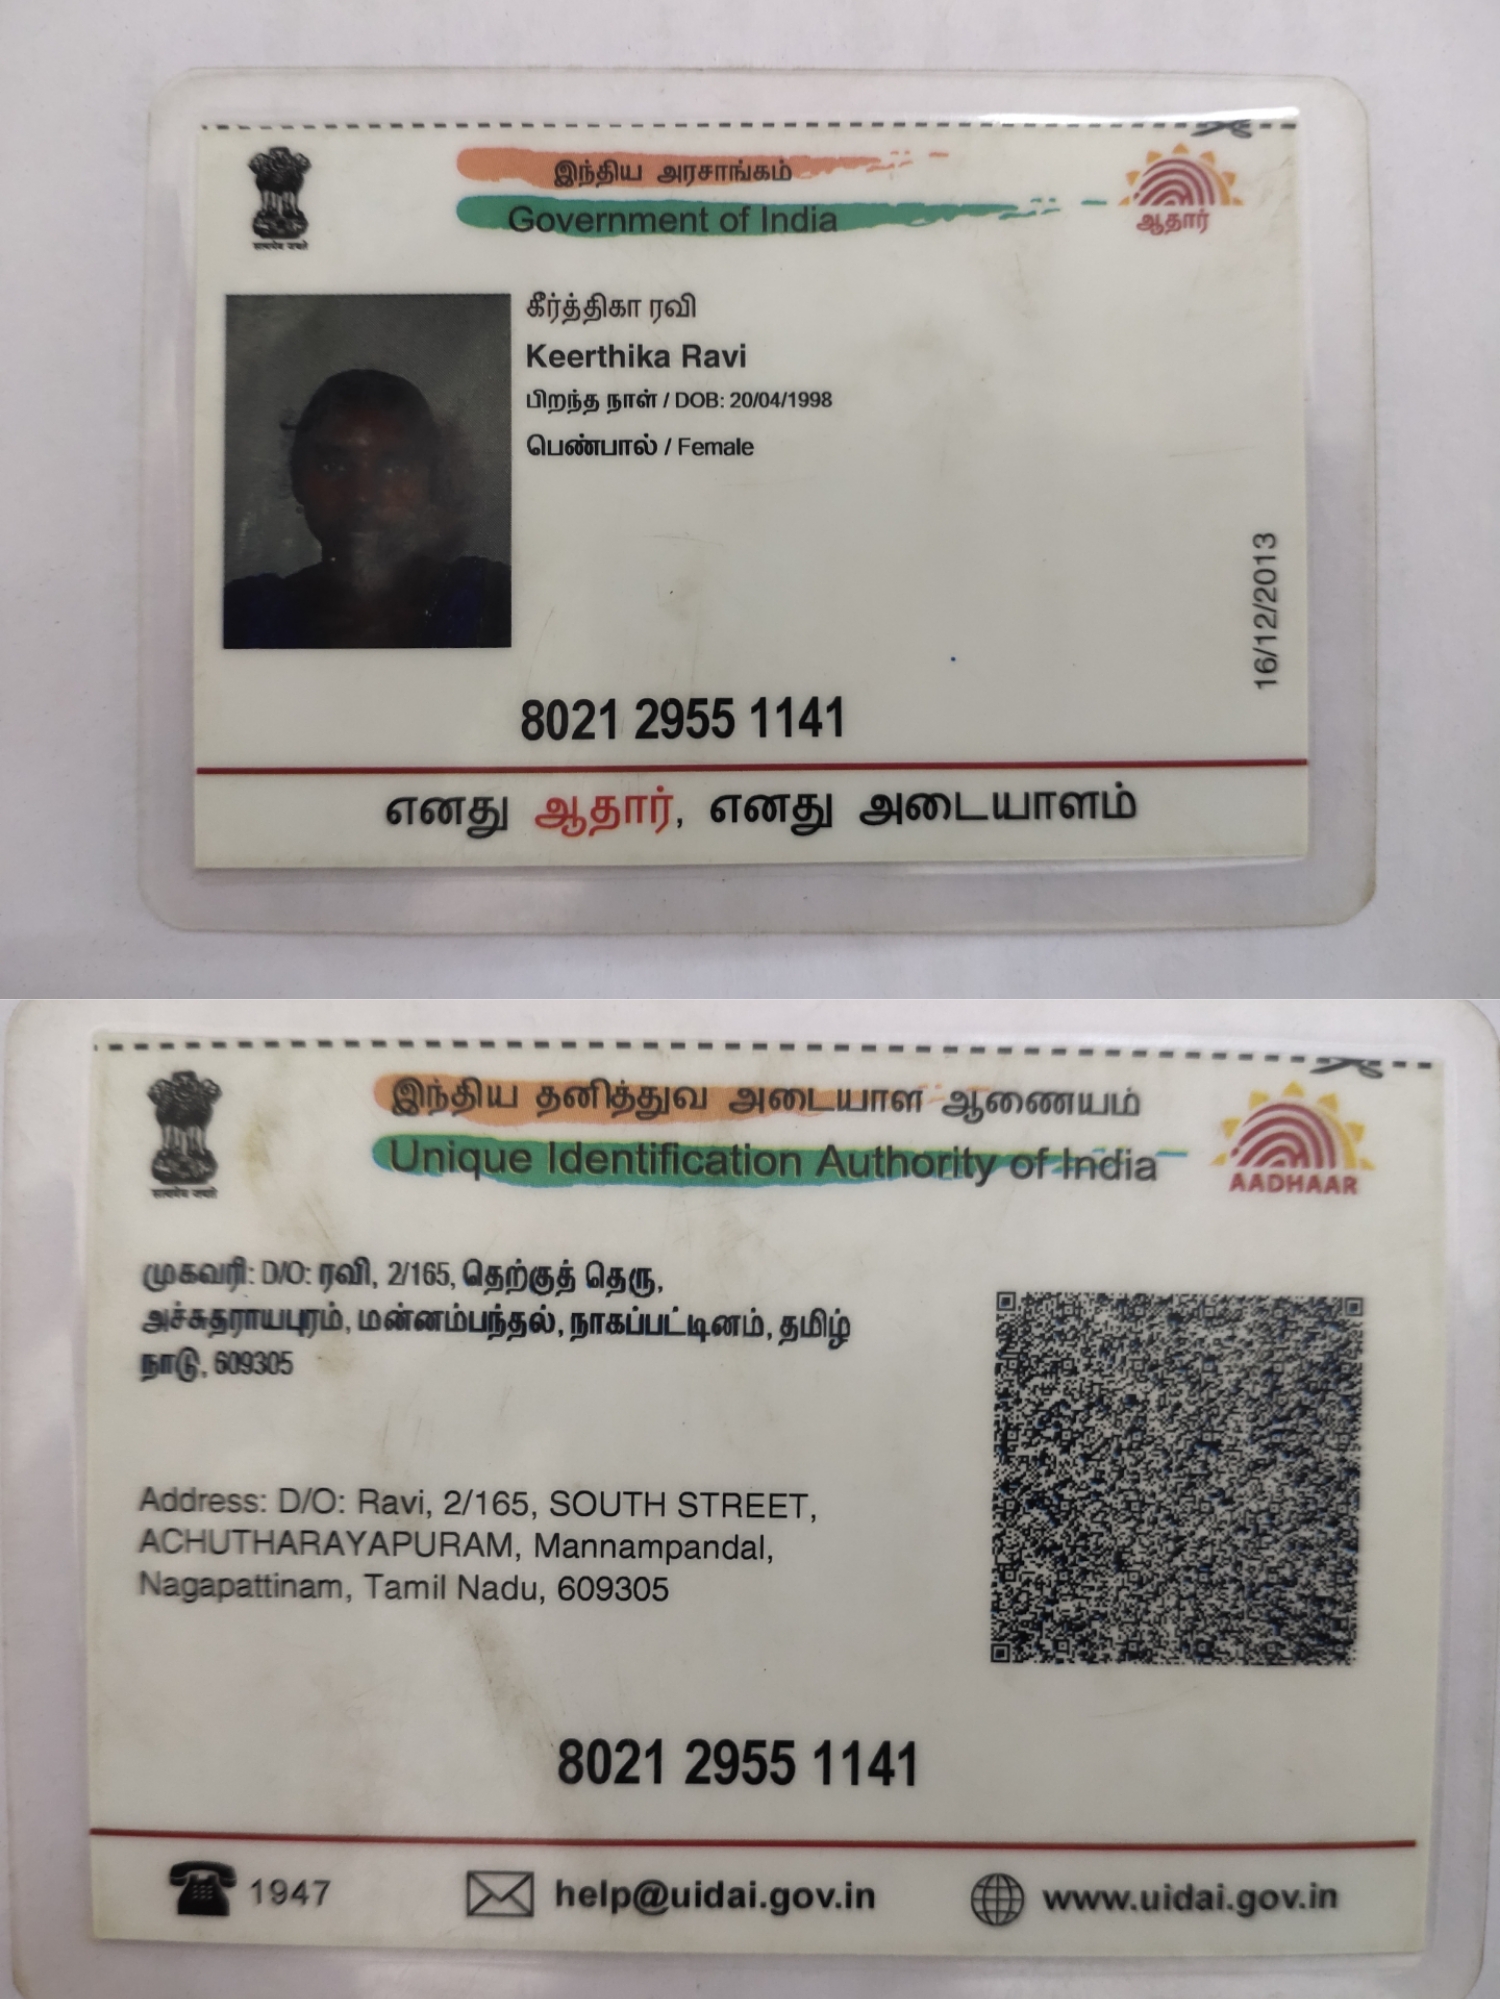 இந்திய அரசாங்கம்
Government of India
ஆதார்
கீர்த்திகா ரவி
Keerthika Ravi
பிறந்த நாள் / DOB: 20/04/1998
பெண்பால் / Female
16/12/2013
8021 2955 1141
எனது ஆதார், எனது அடையாளம்
இந்திய தனித்துவ அடையாள ஆணையம்
Unique Identification Authority of India
AADHAAR
முகவரி: D/O: ரவி, 2/165, தெற்குத் தெரு,
அச்சுதராயபுரம், மன்னம்பந்தல், நாகப்பட்டினம், தமிழ்
நாடு, 609305
Address: D/O: Ravi, 2/165, SOUTH STREET,
ACHUTHARAYAPURAM, Mannampandal,
Nagapattinam, Tamil Nadu, 609305
8021 2955 1141
1947
help@uidai.gov.in
www.uidai.gov.in